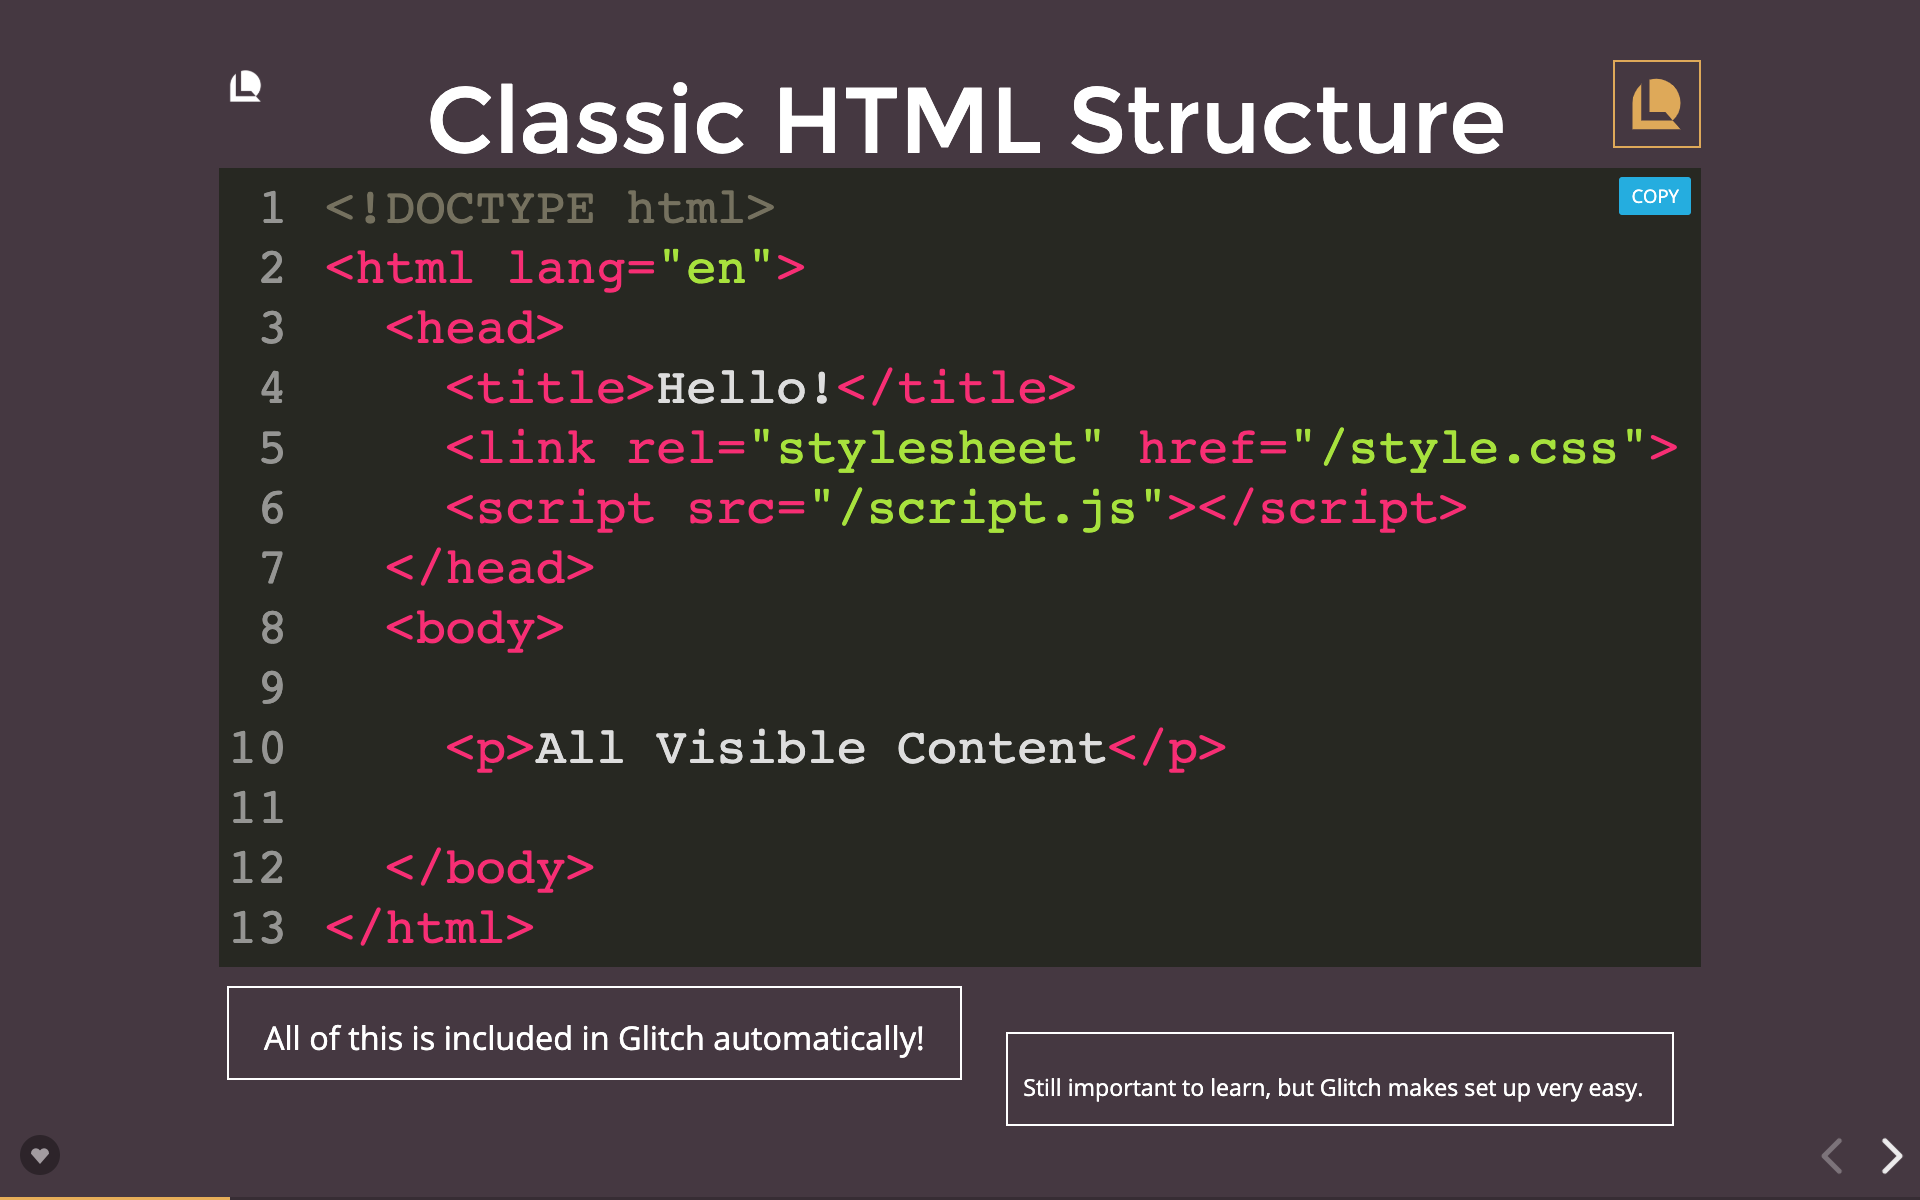 Classic HTML Structure
COPY
1 <!DOCTYPE html>
2 <html lang="en">
3   <head>
4     <title>Hello!</title>
5     <link rel="stylesheet" href="/style.css">
6     <script src="/script.js"></script>
7   </head>
8   <body>
9
10     <p>All Visible Content</p>
11
12   </body>
13 </html>
All of this is included in Glitch automatically!
Still important to learn, but Glitch makes set up very easy.